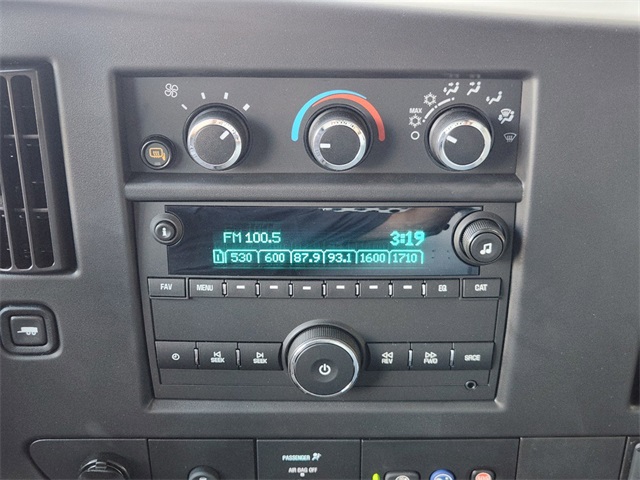 MAX
FM 100.5 3:19
1 530 600 87.9 93.1 1600 1710
FAV MENU EQ CAT
SEEK SEEK REV FWD SRCE
PASSENGER
AIR BAG OFF